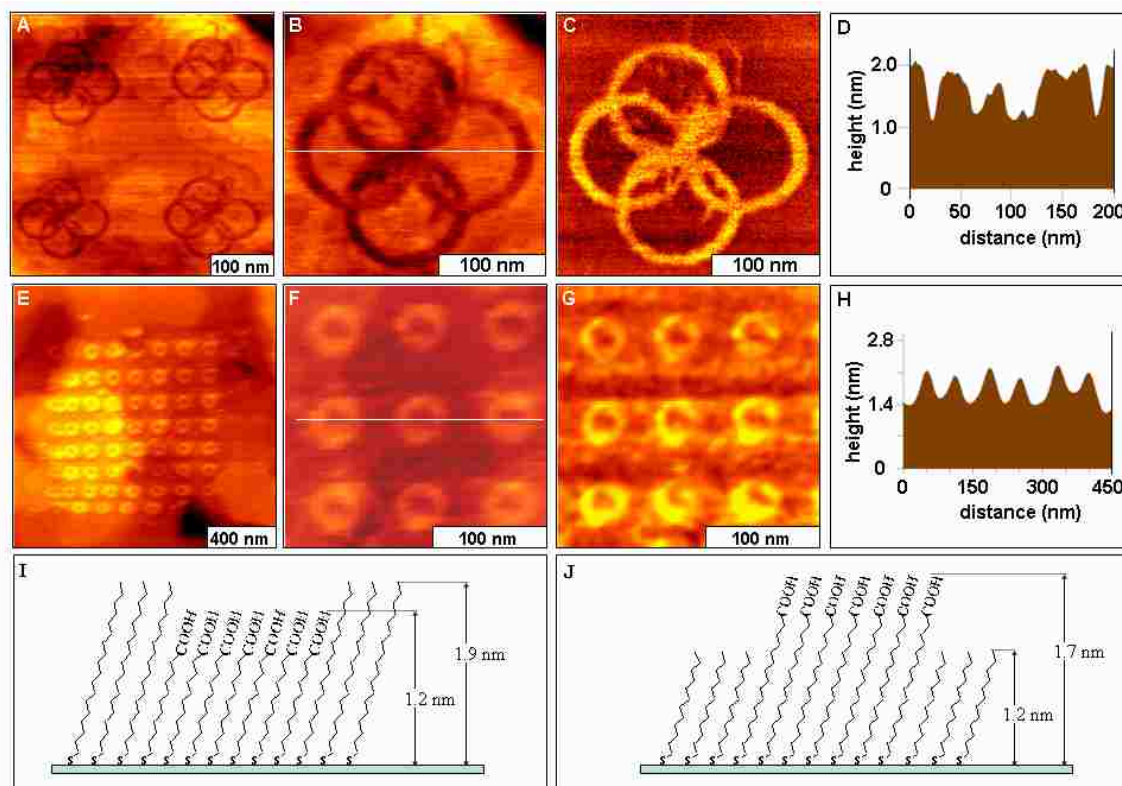 A
100 nm
B
100 nm
C
100 nm
D
height (nm)
2.0
1.0
0
0 50 100 150 200
distance (nm)
E
400 nm
F
100 nm
G
100 nm
H
height (nm)
2.8
1.4
0
0 150 300 450
distance (nm)
I
COOH COOH COOH COOH COOH COOH
1.9 nm
1.2 nm
S S S S S S S S S S S S
J
COOH COOH COOH COOH COOH COOH COOH
1.7 nm
1.2 nm
S S S S S S S S S S S S